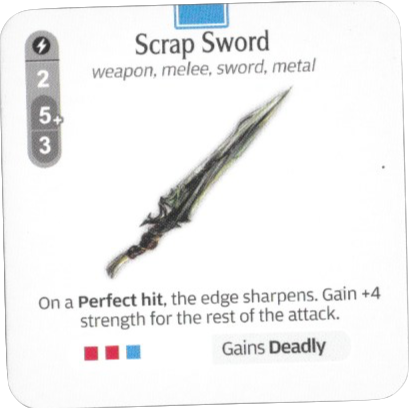 Scrap Sword
weapon, melee, sword, metal
2
5+
3
On a Perfect hit, the edge sharpens. Gain +4
strength for the rest of the attack.
Gains Deadly